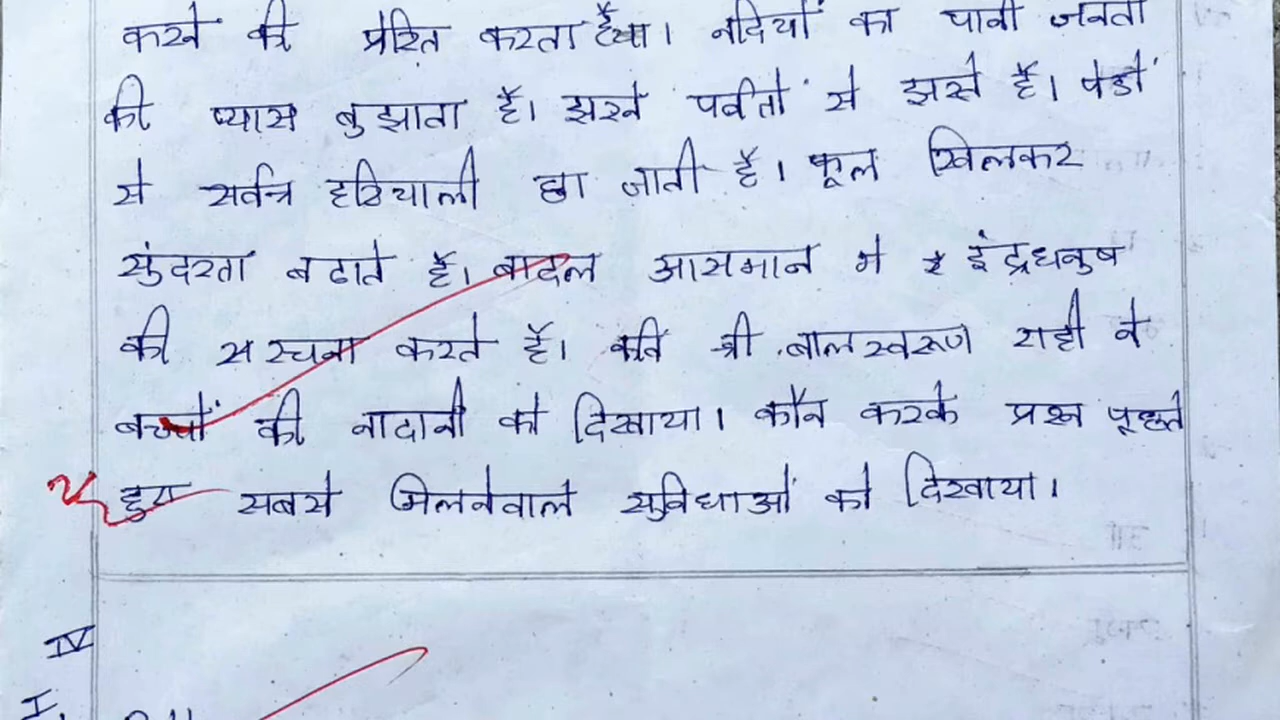 करने की प्रेरित करता है। नदियों का पानी जनता
की प्यास बुझाता है। झरने पर्वतों से झरते हैं। पेडों
से सर्वत्र हरियाली छा जाती है। फूल खिलकर
सुंदरता बढाते हैं। बादल आसमान मे इंद्रधनुष
की संरचना करते हैं। कवि श्री बालस्वरूप राही ने
बच्चों की नादानी को दिखाया। कौन करके प्रश्न पूछते
हुए सबसे मिलनेवाले सुविधाओं को दिखाया।
IV
I.